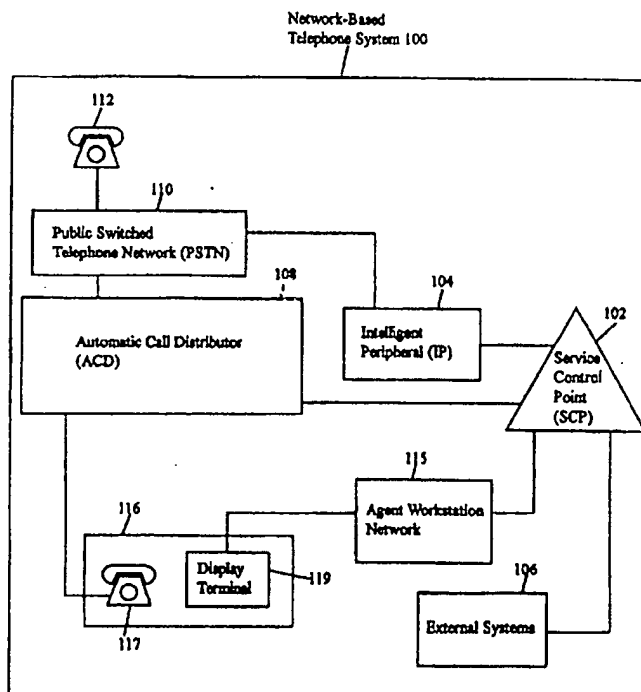 Network-Based
Telephone System 100
112
110
Public Switched
Telephone Network (PSTN)
108
Automatic Call Distributor
(ACD)
104
Intelligent
Peripheral (IP)
102
Service
Control
Point
(SCP)
115
Agent Workstation
Network
116
Display
Terminal
119
117
106
External Systems